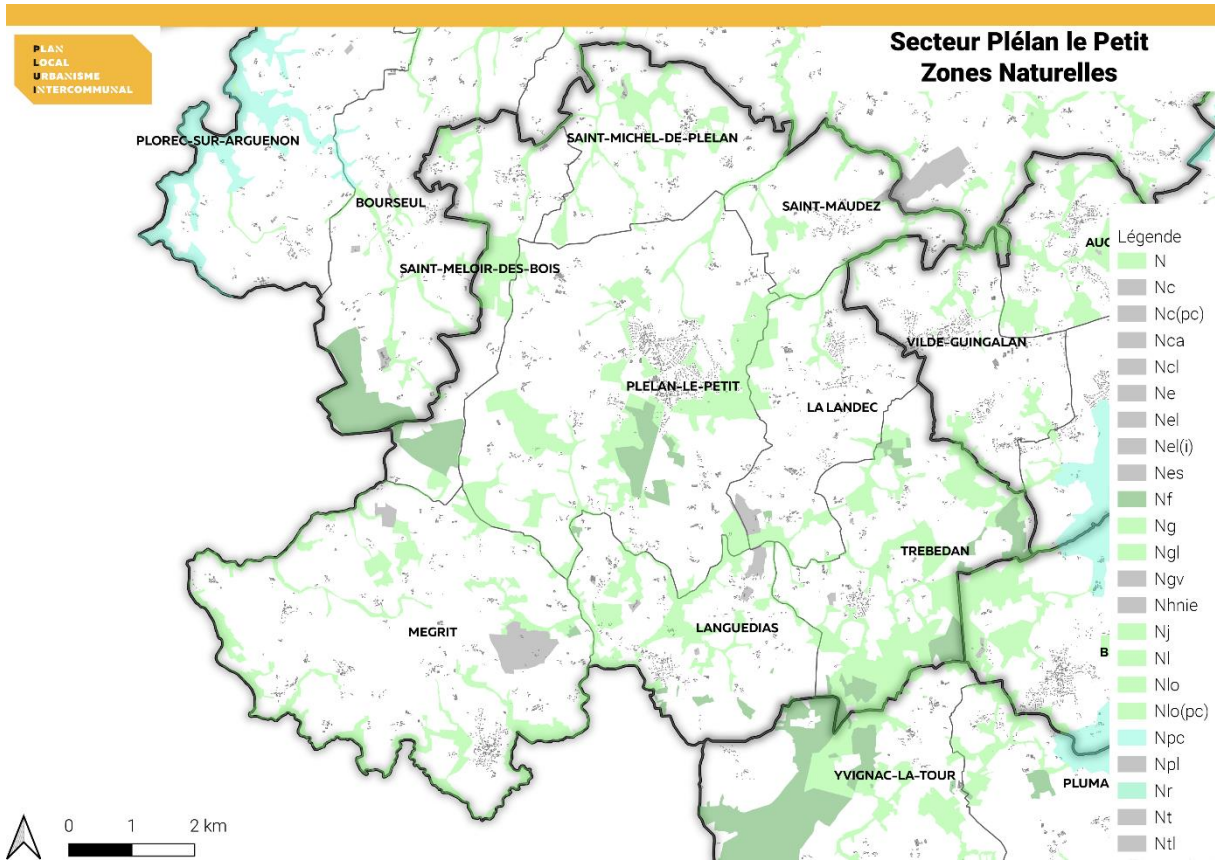 PLAN
LOCAL
URBANISME
INTERCOMMUNAL
Secteur Plélan le Petit
Zones Naturelles
PLOREC-SUR-ARGUENON
SAINT-MICHEL-DE-PLELAN
BOURSEUL
SAINT-MAUDEZ
SAINT-MELOIR-DES-BOIS
AUC
VILDE-GUINGALAN
PLELAN-LE-PETIT
LA LANDEC
TREBEDAN
MEGRIT
LANGUEDIAS
B
YVIGNAC-LA-TOUR
PLUMA
Légende
N
Nc
Nc(pc)
Nca
Ncl
Ne
Nel
Nel(i)
Nes
Nf
Ng
Ngl
Ngv
Nhnie
Nj
Nl
Nlo
Nlo(pc)
Npc
Npl
Nr
Nt
Ntl
0 1 2 km